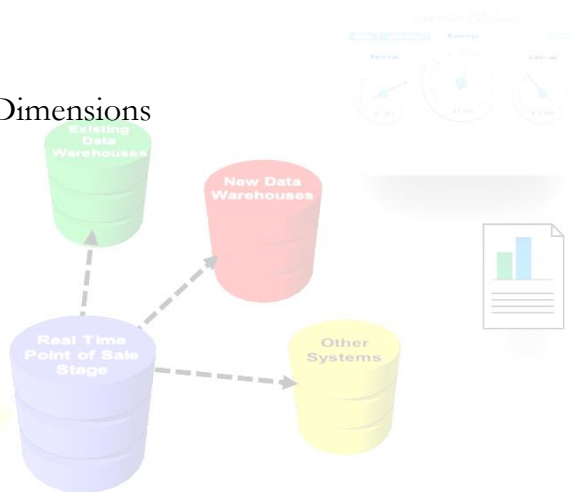 Dimensions
Existing
Data
Warehouses
New Data
Warehouses
Real Time
Point of Sale
Stage
Other
Systems